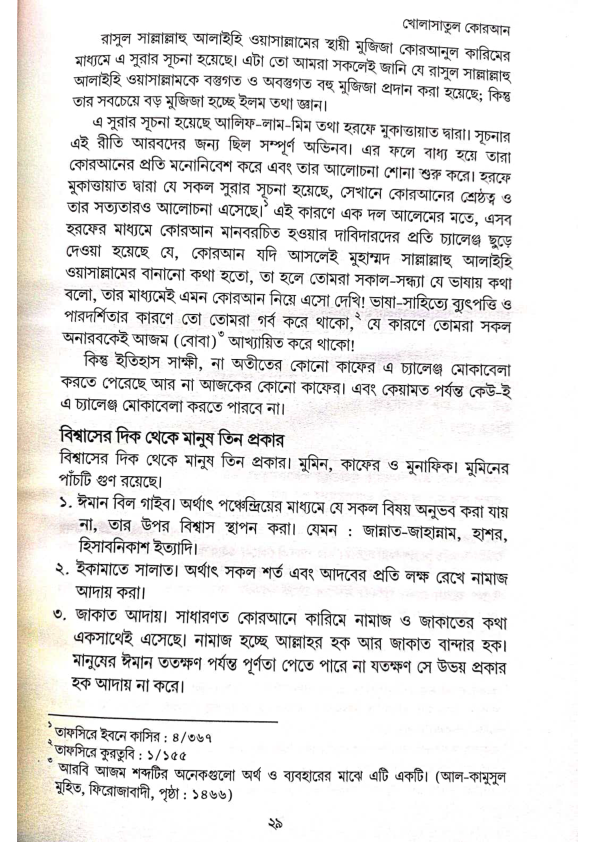 খোলাসাতুল কোরআন
রাসুল সাল্লাল্লাহু আলাইহি ওয়াসাল্লামের স্থায়ী মুজিজা কোরআনুল কারিমের
মাধ্যমে এ সুরার সূচনা হয়েছে। এটা তো আমরা সকলেই জানি যে রাসুল সাল্লাল্লাহু
আলাইহি ওয়াসাল্লামকে বস্তুগত ও অবস্তুগত বহু মুজিজা প্রদান করা হয়েছে; কিন্তু
তার সবচেয়ে বড় মুজিজা হচ্ছে ইলম তথা জ্ঞান।
এ সুরার সূচনা হয়েছে আলিফ-লাম-মিম তথা হরফে মুকাত্তায়াত দ্বারা। সূচনার
এই রীতি আরবদের জন্য ছিল সম্পূর্ণ অভিনব। এর ফলে বাধ্য হয়ে তারা
কোরআনের প্রতি মনোনিবেশ করে এবং তার আলোচনা শোনা শুরু করে। হরফে
মুকাত্তায়াত দ্বারা যে সকল সুরার সূচনা হয়েছে, সেখানে কোরআনের শ্রেষ্ঠত্ব ও
তার সত্যতারও আলোচনা এসেছে।১ এই কারণে এক দল আলেমের মতে, এসব
হরফের মাধ্যমে কোরআন মানবরচিত হওয়ার দাবিদারদের প্রতি চ্যালেঞ্জ ছুড়ে
দেওয়া হয়েছে যে, কোরআন যদি আসলেই মুহাম্মদ সাল্লাল্লাহু আলাইহি
ওয়াসাল্লামের বানানো কথা হতো, তা হলে তোমরা সকাল-সন্ধ্যা যে ভাষায় কথা
বলো, তার মাধ্যমেই এমন কোরআন নিয়ে এসো দেখি! ভাষা-সাহিত্যে ব্যুৎপত্তি ও
পারদর্শিতার কারণে তো তোমরা গর্ব করে থাকো,২ যে কারণে তোমরা সকল
অনারবকেই আজম (বোবা)৩ আখ্যায়িত করে থাকো!
কিন্তু ইতিহাস সাক্ষী, না অতীতের কোনো কাফের এ চ্যালেঞ্জ মোকাবেলা
করতে পেরেছে আর না আজকের কোনো কাফের। এবং কেয়ামত পর্যন্ত কেউ-ই
এ চ্যালেঞ্জ মোকাবেলা করতে পারবে না।
বিশ্বাসের দিক থেকে মানুষ তিন প্রকার
বিশ্বাসের দিক থেকে মানুষ তিন প্রকার। মুমিন, কাফের ও মুনাফিক। মুমিনের
পাঁচটি গুণ রয়েছে।
১. ঈমান বিল গাইব। অর্থাৎ পঞ্চেন্দ্রিয়ের মাধ্যমে যে সকল বিষয় অনুভব করা যায়
না, তার উপর বিশ্বাস স্থাপন করা। যেমন : জান্নাত-জাহান্নাম, হাশর,
হিসাবনিকাশ ইত্যাদি।
২. ইকামাতে সালাত। অর্থাৎ সকল শর্ত এবং আদবের প্রতি লক্ষ রেখে নামাজ
আদায় করা।
৩. জাকাত আদায়। সাধারণত কোরআনে কারিমে নামাজ ও জাকাতের কথা
একসাথেই এসেছে। নামাজ হচ্ছে আল্লাহর হক আর জাকাত বান্দার হক।
মানুষের ঈমান ততক্ষণ পর্যন্ত পূর্ণতা পেতে পারে না যতক্ষণ সে উভয় প্রকার
হক আদায় না করে।
১ তাফসিরে ইবনে কাসির : ৪/৩৬৭
২ তাফসিরে কুরতুবি : ১/১৫৫
৩ আরবি আজম শব্দটির অনেকগুলো অর্থ ও ব্যবহারের মাঝে এটি একটি। (আল-কামুসুল
মুহিত, ফিরোজাবাদী, পৃষ্ঠা : ১৪৬৬)
২৯